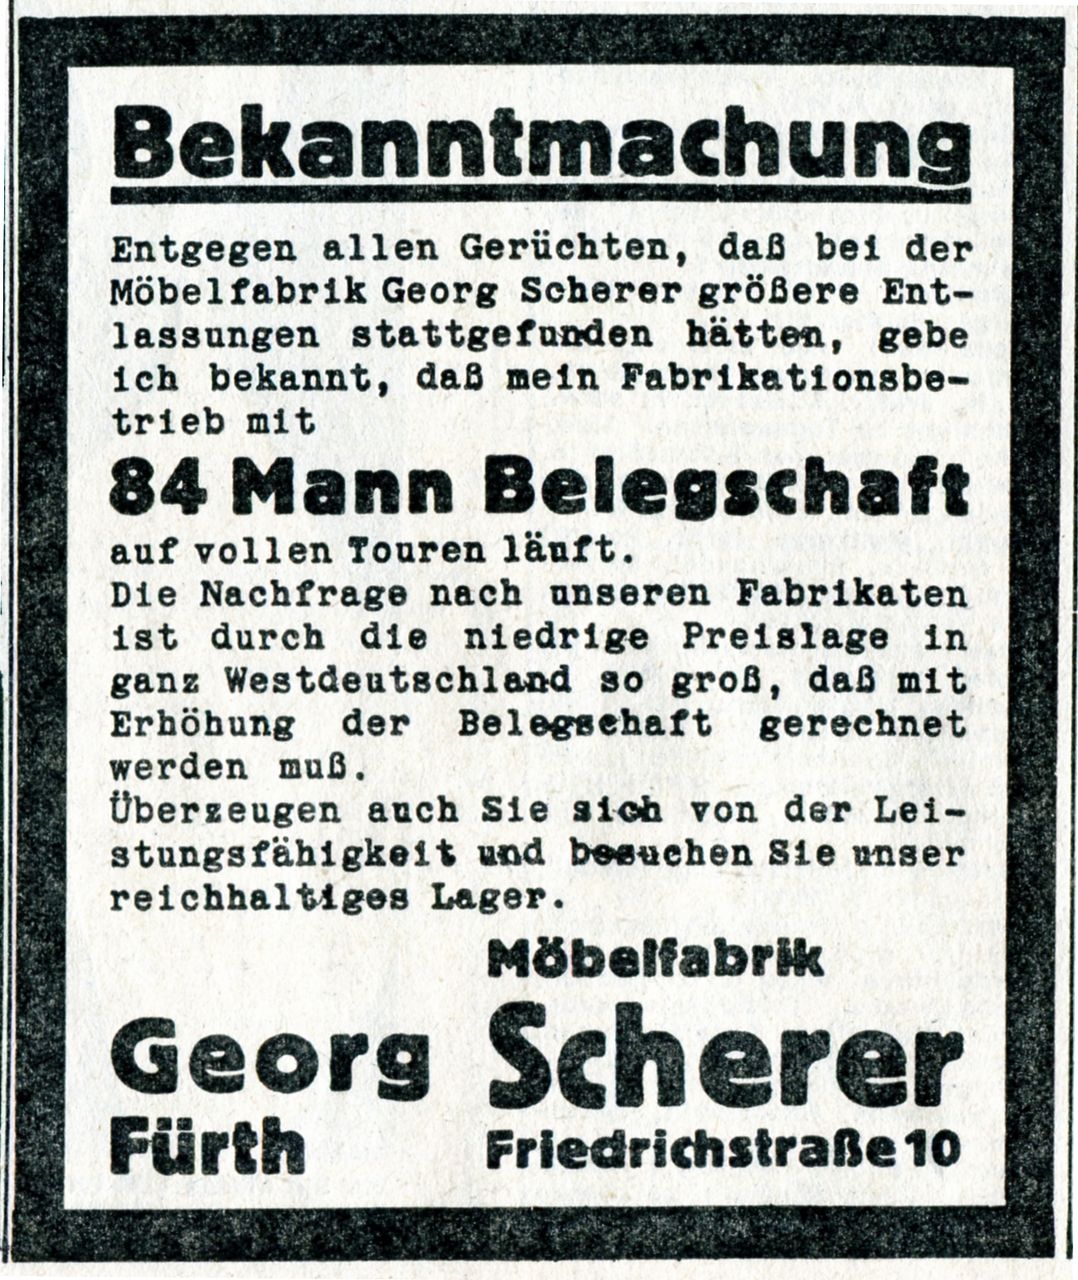 Bekanntmachung
Entgegen allen Gerüchten, daß bei der
Möbelfabrik Georg Scherer größere Ent-
lassungen stattgefunden hätten, gebe
ich bekannt, daß mein Fabrikationsbe-
trieb mit
84 Mann Belegschaft
auf vollen Touren läuft.
Die Nachfrage nach unseren Fabrikaten
ist durch die niedrige Preislage in
ganz Westdeutschland so groß, daß mit
Erhöhung der Belegschaft gerechnet
werden muß.
Überzeugen auch Sie sich von der Lei-
stungsfähigkeit und besuchen Sie unser
reichhaltiges Lager.
Möbelfabrik
Georg Scherer
Fürth Friedrichstraße 10